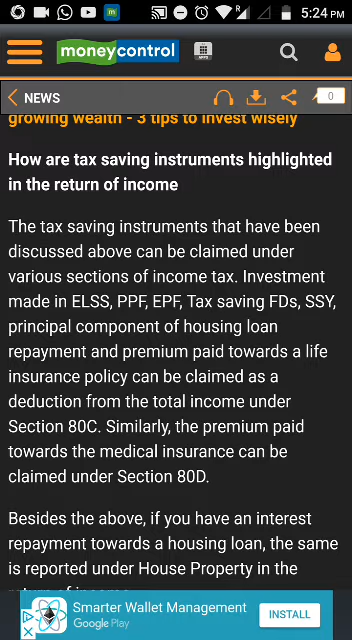 R
5:24 PM
moneycontrol
APPS
NEWS
0
growing wealth - 3 tips to invest wisely
How are tax saving instruments highlighted
in the return of income
The tax saving instruments that have been
discussed above can be claimed under
various sections of income tax. Investment
made in ELSS, PPF, EPF, Tax saving FDs, SSY,
principal component of housing loan
repayment and premium paid towards a life
insurance policy can be claimed as a
deduction from the total income under
Section 80C. Similarly, the premium paid
towards the medical insurance can be
claimed under Section 80D.
Besides the above, if you have an interest
repayment towards a housing loan, the same
is reported under House Property in the
return of income
Smarter Wallet Management
Google Play
INSTALL